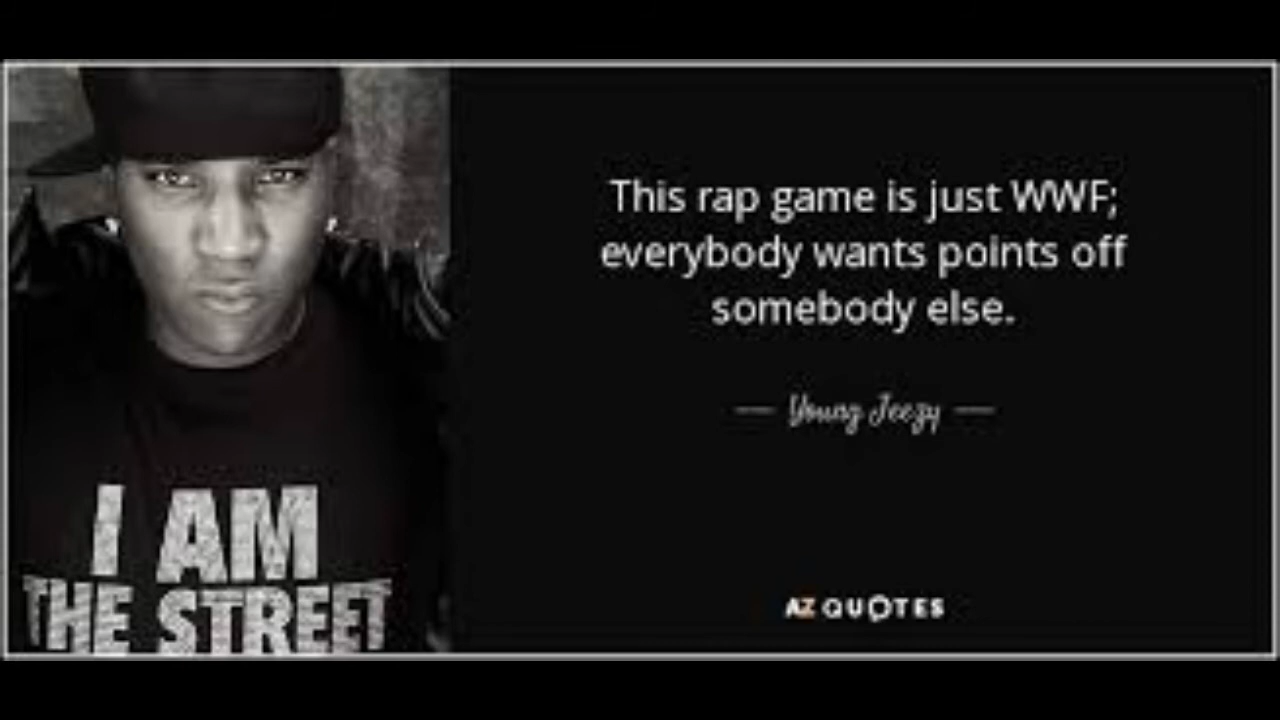 This rap game is just WWF;
everybody wants points off
somebody else.
— Young Jeezy —
I AM
THE STREET
AZ QUOTES